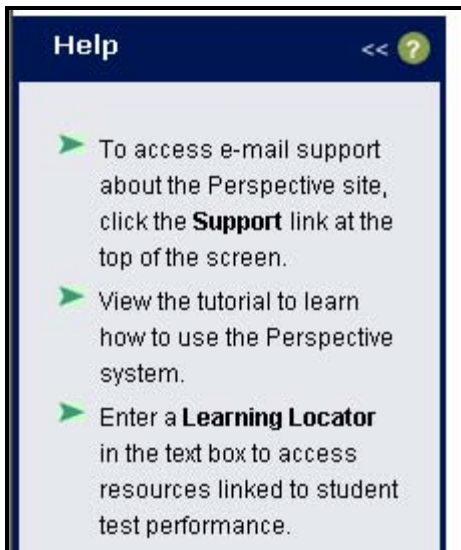 Help << ?
To access e-mail support
about the Perspective site,
click the Support link at the
top of the screen.
View the tutorial to learn
how to use the Perspective
system.
Enter a Learning Locator
in the text box to access
resources linked to student
test performance.